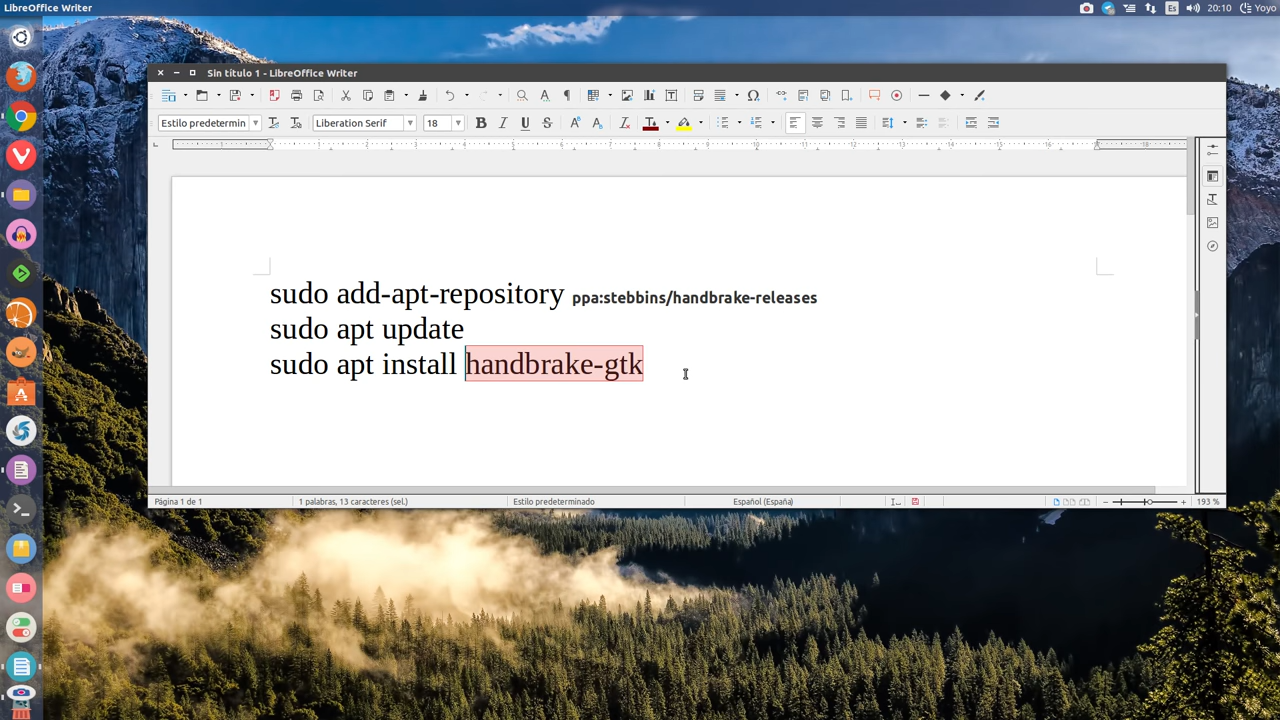 LibreOffice Writer
Es
20:10
Yoyo
Sin título 1 - LibreOffice Writer
Estilo predetermin
Liberation Serif
18
sudo add-apt-repository ppa:stebbins/handbrake-releases
sudo apt update
sudo apt install handbrake-gtk
Página 1 de 1
1 palabras, 13 caracteres (sel.)
Estilo predeterminado
Español (España)
193 %